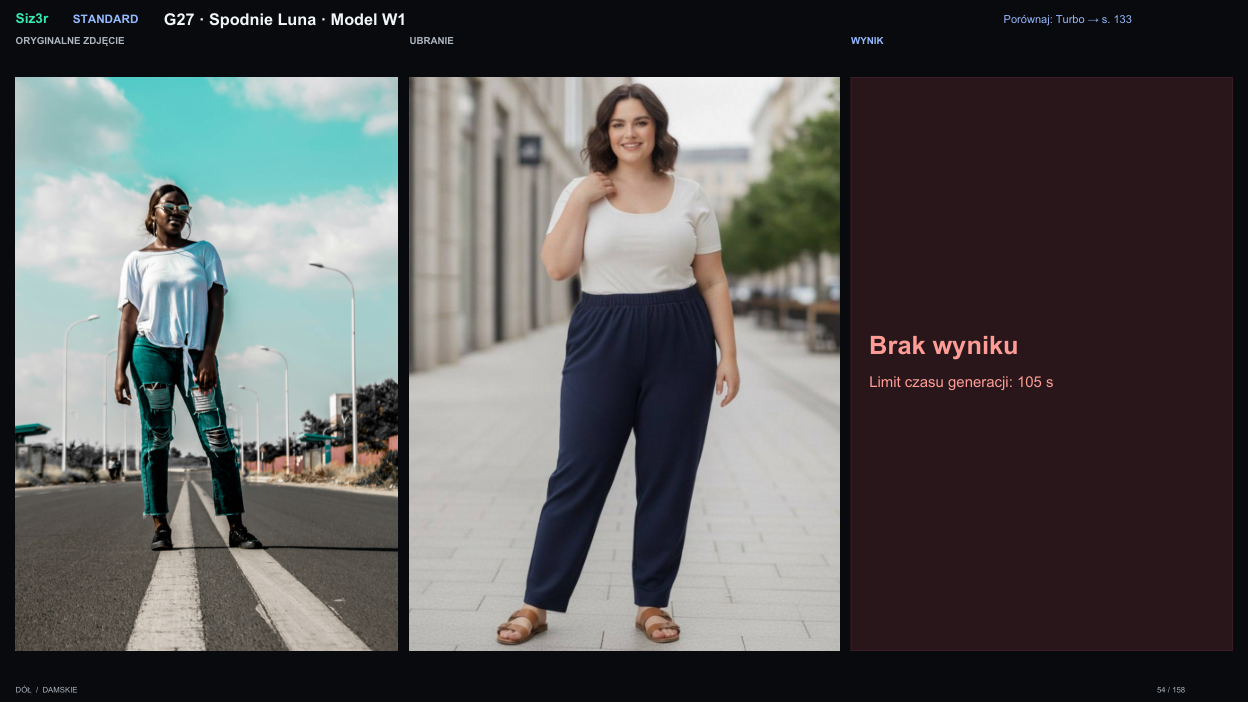 Siz3r STANDARD G27 · Spodnie Luna · Model W1 Porównaj: Turbo → s. 133
ORYGINALNE ZDJĘCIE UBRANIE WYNIK
Brak wyniku
Limit czasu generacji: 105 s
DÓŁ / DAMSKIE 54 / 158